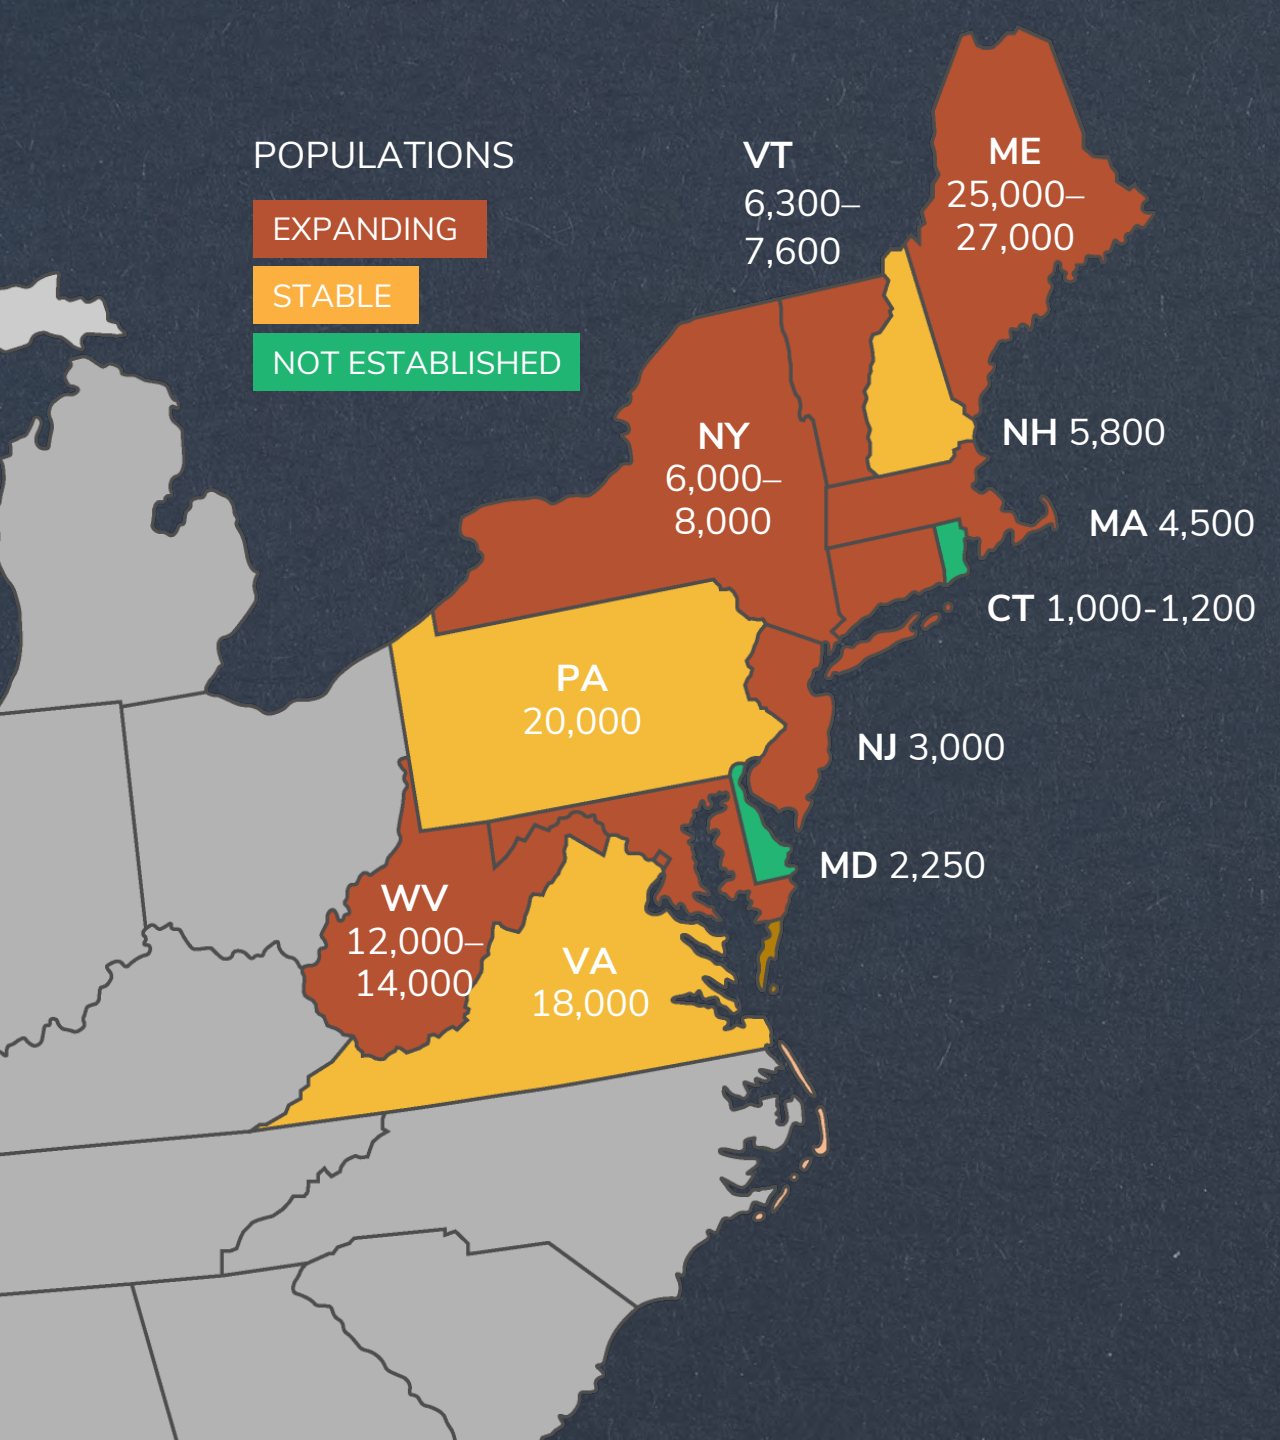 POPULATIONS
EXPANDING
STABLE
NOT ESTABLISHED
VT
6,300–
7,600
ME
25,000–
27,000
NY
6,000–
8,000
NH 5,800
MA 4,500
CT 1,000-1,200
PA
20,000
NJ 3,000
MD 2,250
WV
12,000–
14,000
VA
18,000